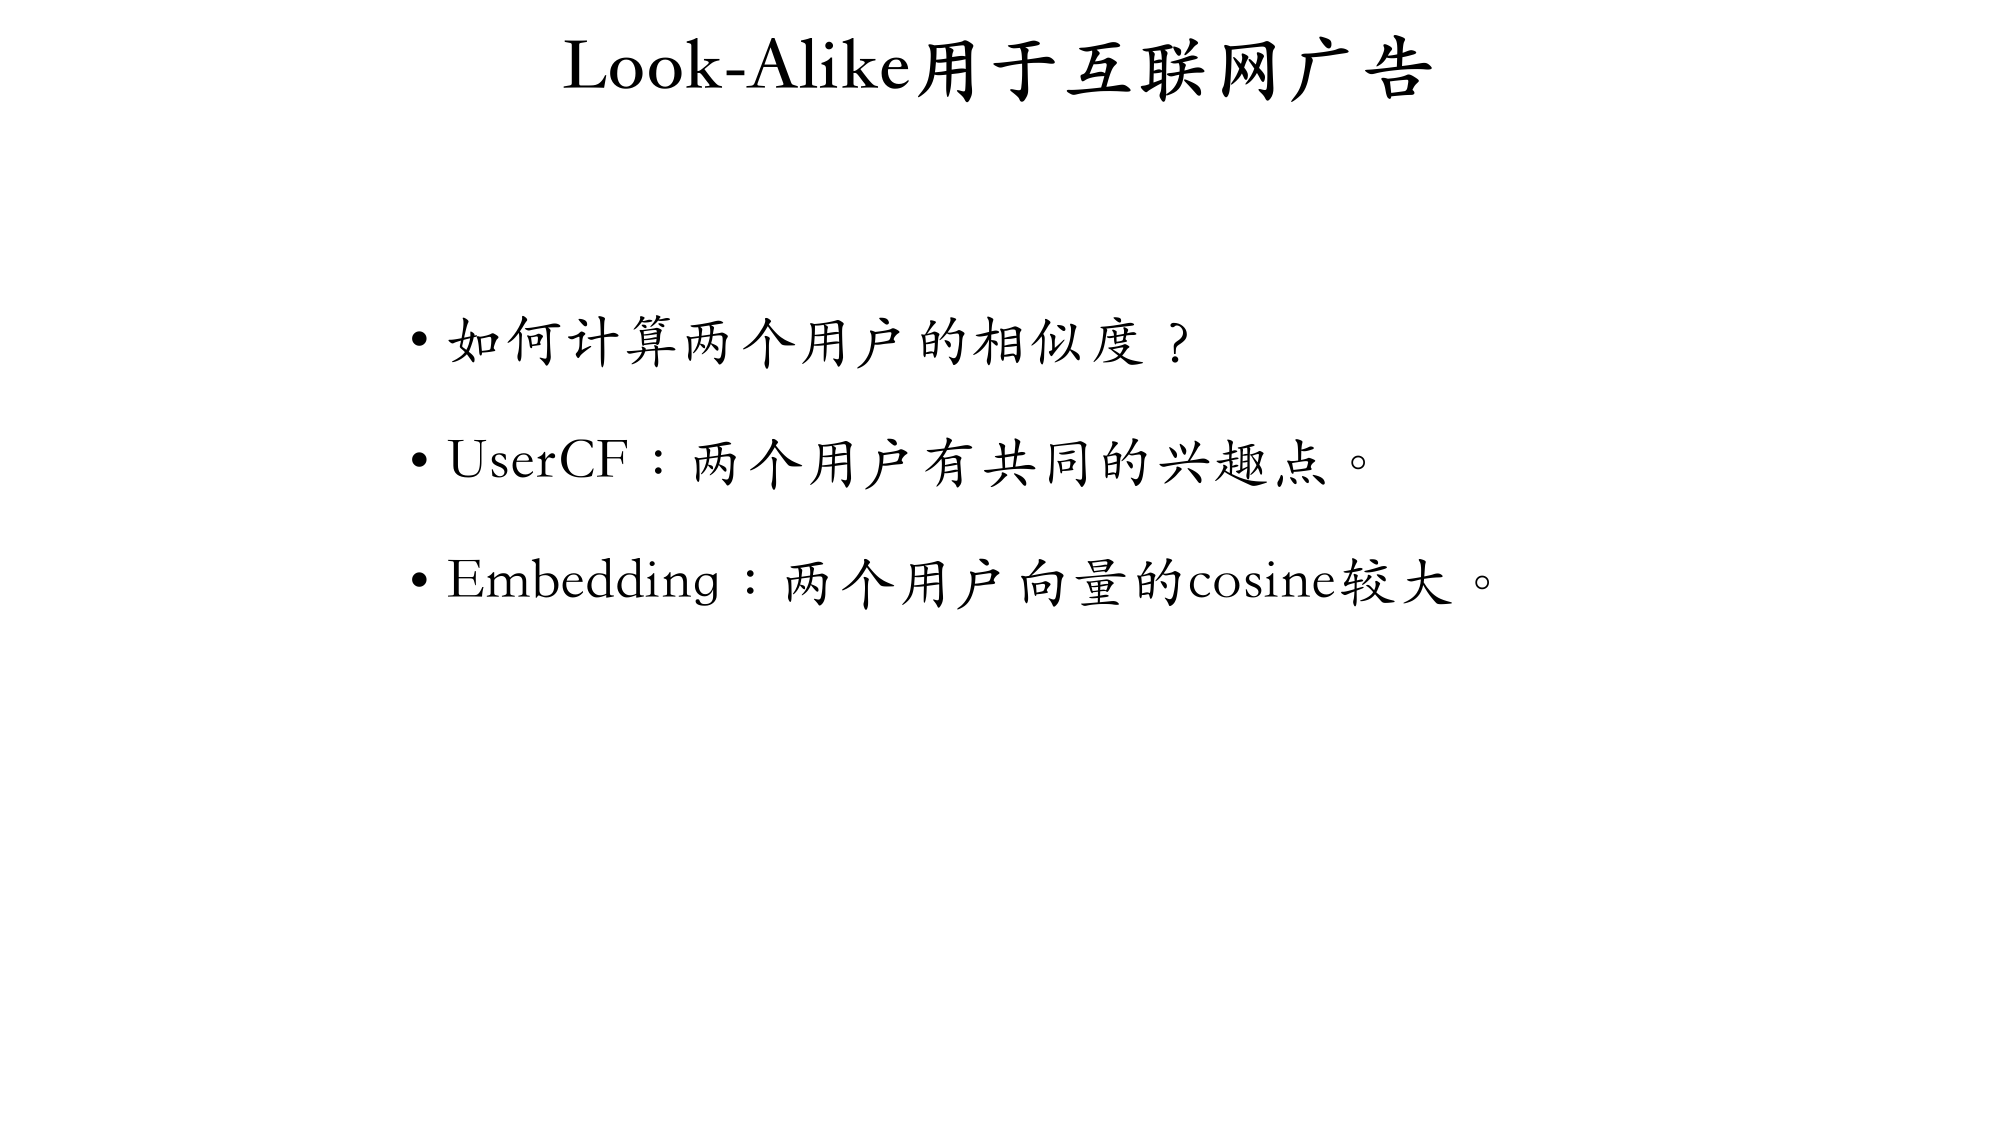 Look-Alike用于互联网广告
• 如何计算两个用户的相似度？
• UserCF：两个用户有共同的兴趣点。
• Embedding：两个用户向量的cosine较大。